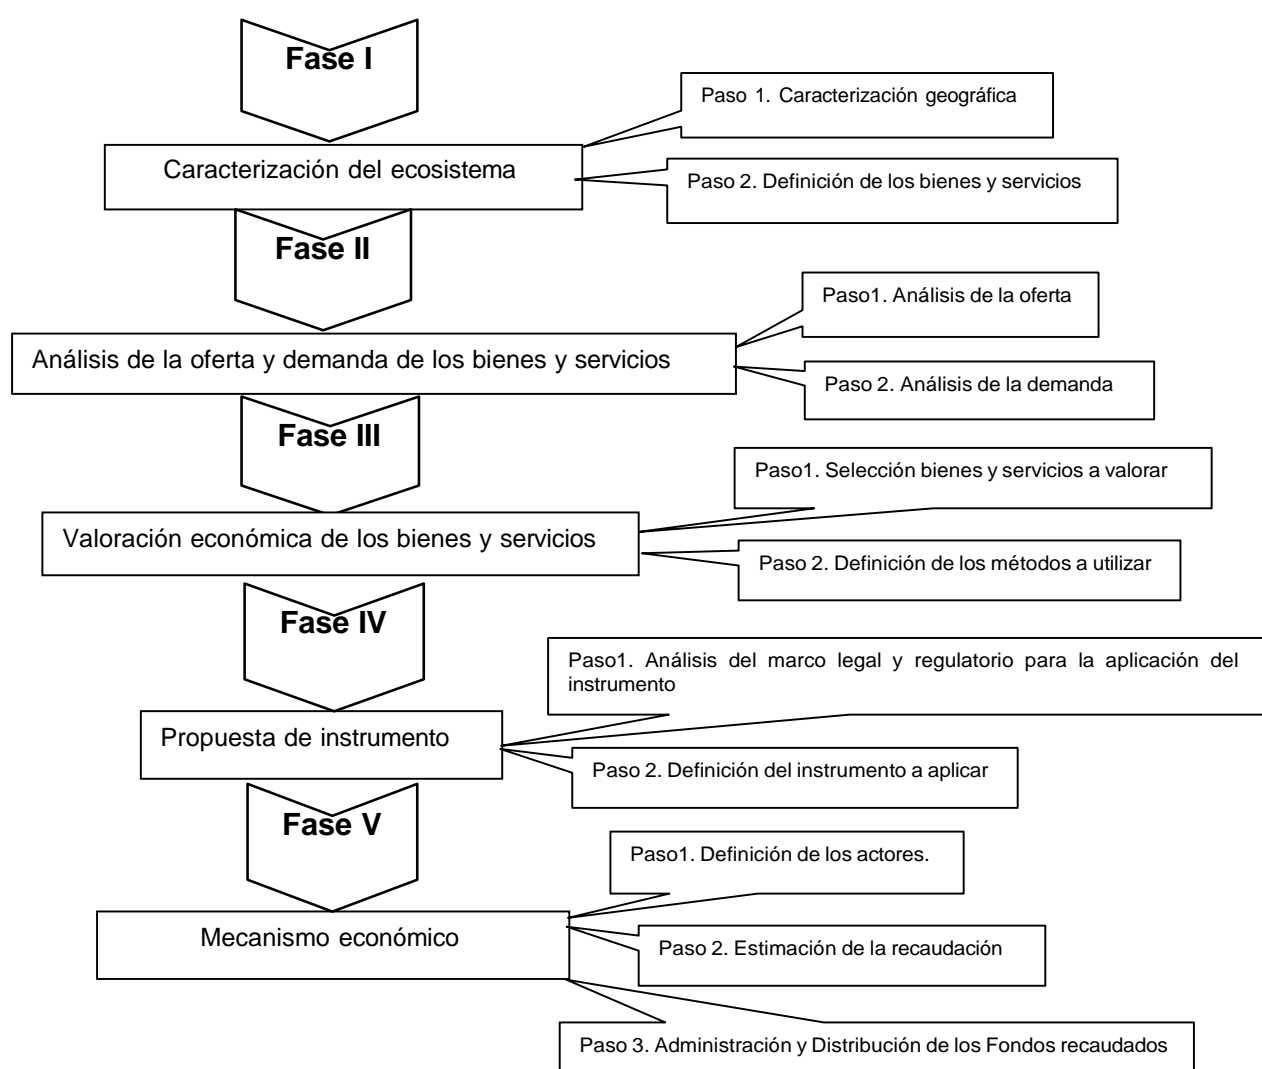 Fase I
Paso 1. Caracterización geográfica
Caracterización del ecosistema
Paso 2. Definición de los bienes y servicios
Fase II
Paso1. Análisis de la oferta
Análisis de la oferta y demanda de los bienes y servicios
Paso 2. Análisis de la demanda
Fase III
Paso1. Selección bienes y servicios a valorar
Valoración económica de los bienes y servicios
Paso 2. Definición de los métodos a utilizar
Fase IV
Paso1. Análisis del marco legal y regulatorio para la aplicación del
instrumento
Propuesta de instrumento
Paso 2. Definición del instrumento a aplicar
Fase V
Paso1. Definición de los actores.
Mecanismo económico
Paso 2. Estimación de la recaudación
Paso 3. Administración y Distribución de los Fondos recaudados